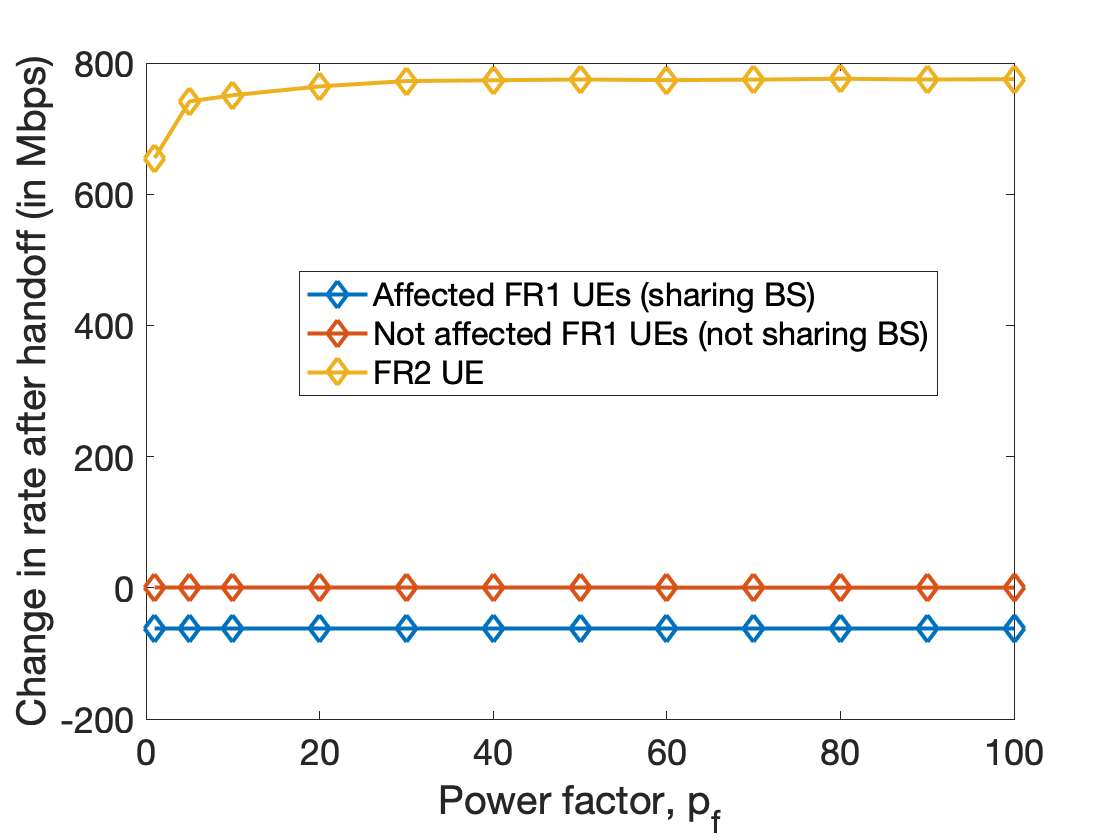 Change in rate after handoff (in Mbps)
800
600
400
200
0
-200
Affected FR1 UEs (sharing BS)
Not affected FR1 UEs (not sharing BS)
FR2 UE
0 20 40 60 80 100
Power factor, p_f